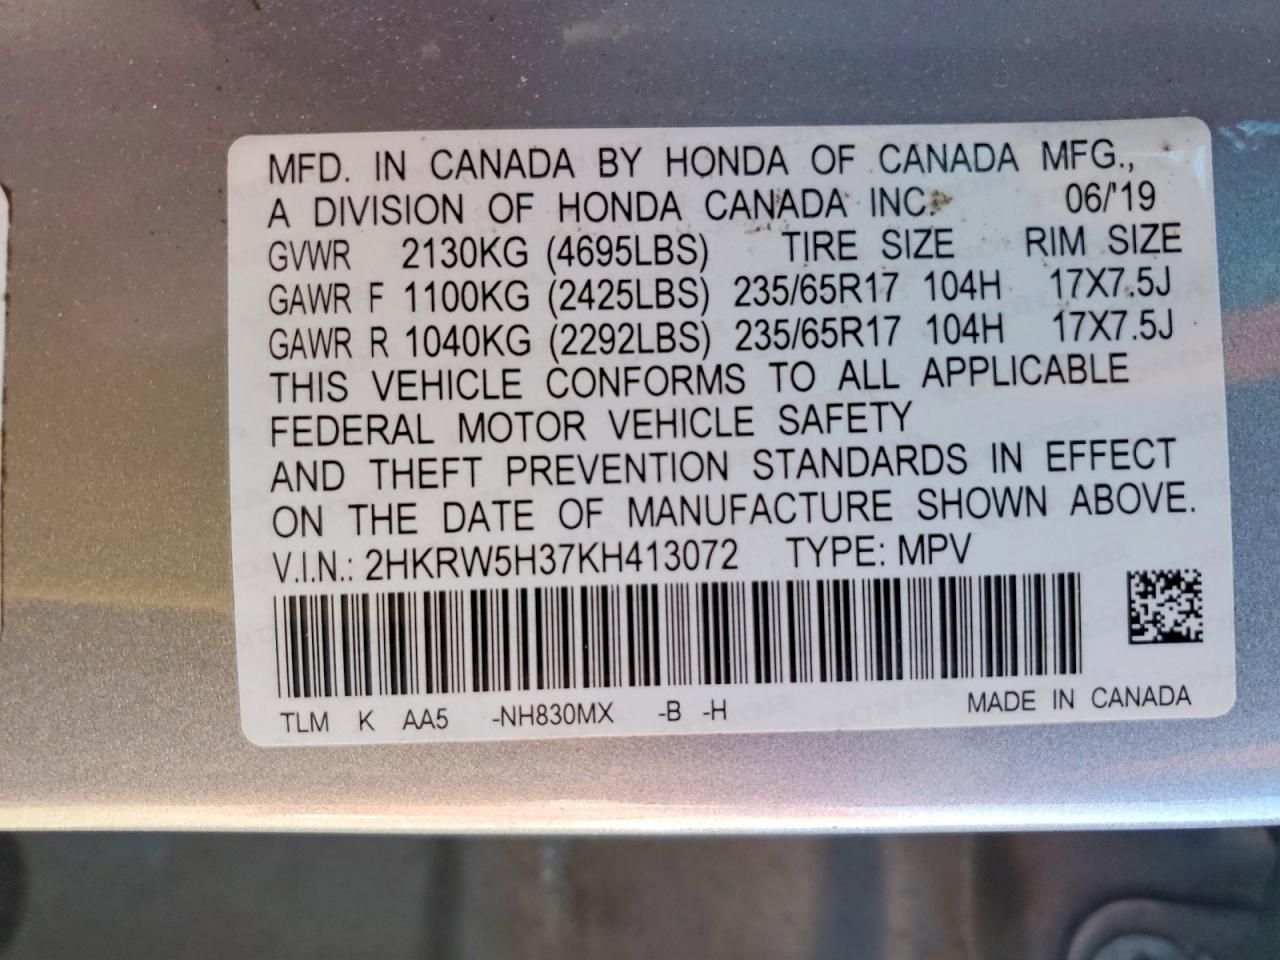 MFD. IN CANADA BY HONDA OF CANADA MFG.,
A DIVISION OF HONDA CANADA INC. 06/'19
GVWR 2130KG (4695LBS) TIRE SIZE RIM SIZE
GAWR F 1100KG (2425LBS) 235/65R17 104H 17X7.5J
GAWR R 1040KG (2292LBS) 235/65R17 104H 17X7.5J
THIS VEHICLE CONFORMS TO ALL APPLICABLE
FEDERAL MOTOR VEHICLE SAFETY
AND THEFT PREVENTION STANDARDS IN EFFECT
ON THE DATE OF MANUFACTURE SHOWN ABOVE.
V.I.N.: 2HKRW5H37KH413072 TYPE: MPV
TLM K AA5 -NH830MX -B -H MADE IN CANADA